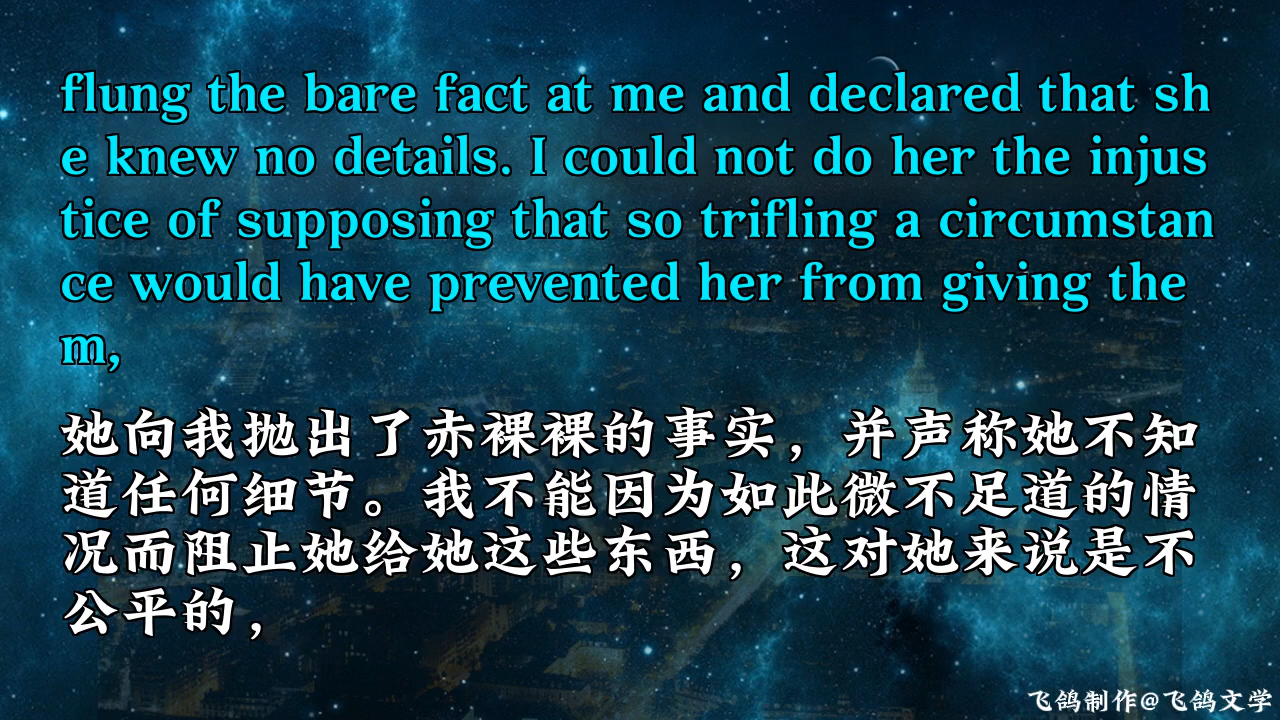 flung the bare fact at me and declared that sh
e knew no details. I could not do her the injus
tice of supposing that so trifling a circumstan
ce would have prevented her from giving the
m,
她向我抛出了赤裸裸的事实，并声称她不知
道任何细节。我不能因为如此微不足道的情
况而阻止她给她这些东西，这对她来说是不
公平的，
飞鸽制作@飞鸽文学